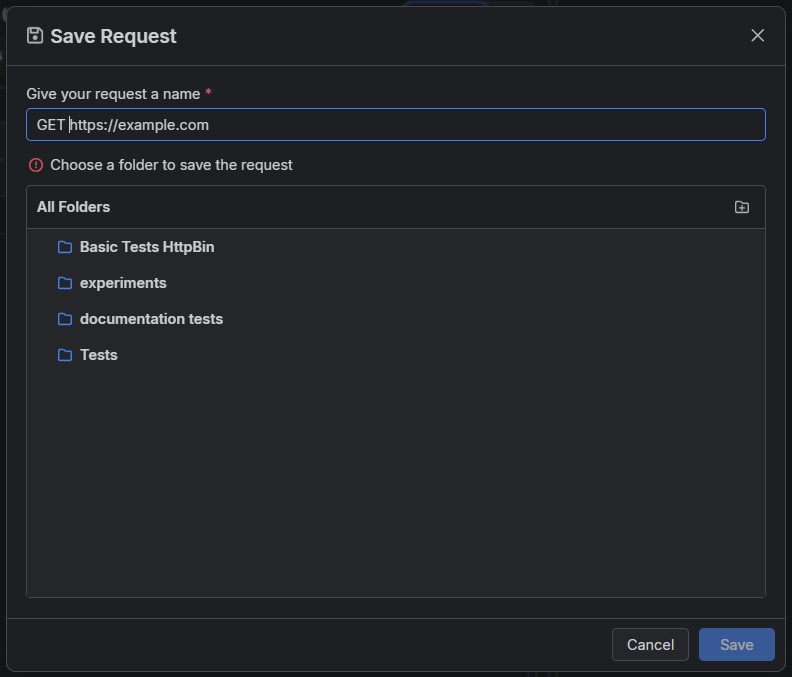 Save Request
Give your request a name *
GET https://example.com
Choose a folder to save the request
All Folders
Basic Tests HttpBin
experiments
documentation tests
Tests
Cancel
Save